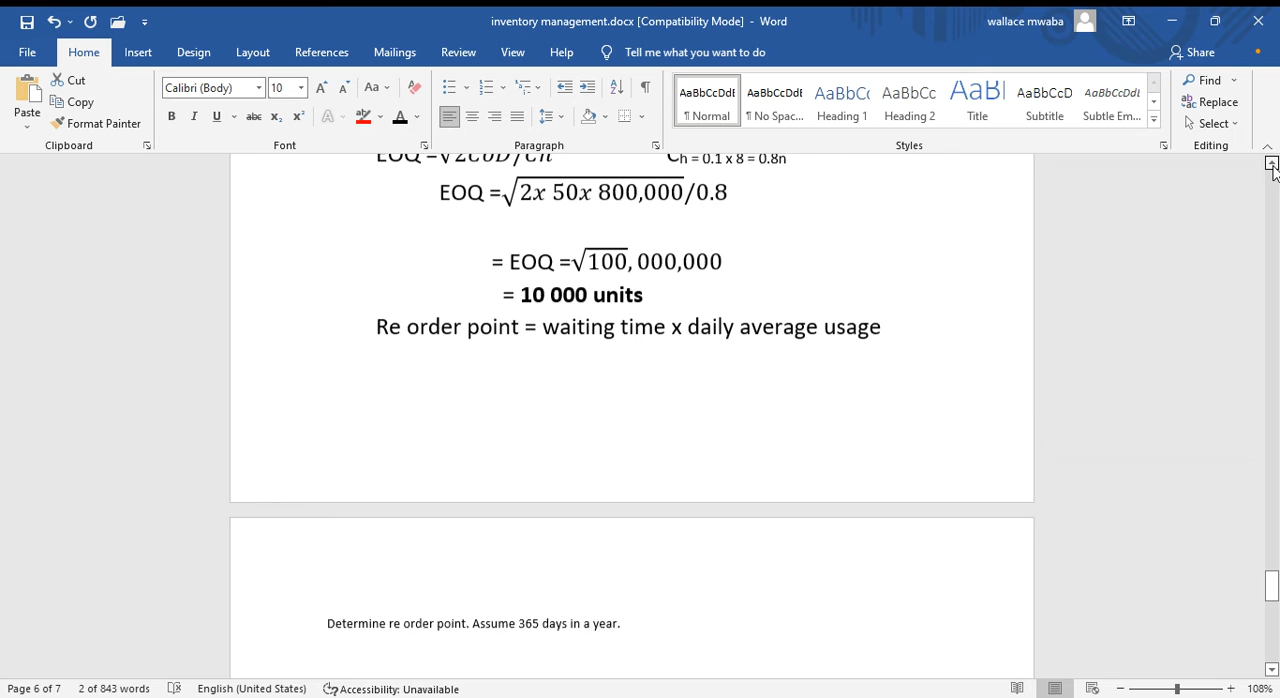 inventory management.docx [Compatibility Mode] - Word
wallace mwaba
File Home Insert Design Layout References Mailings Review View Help Tell me what you want to do Share
Paste
Cut
Copy
Format Painter
Clipboard
Calibri (Body) 10
Aa
B I U abc x₂ x² A A
Font
Paragraph
AaBbCcDdE ¶ Normal
AaBbCcDdE ¶ No Spac...
AaBbCc Heading 1
AaBbCc Heading 2
AaBb Title
AaBbCcD Subtitle
AaBbCcDdE Subtle Em...
Styles
Find
Replace
Select
Editing
EOQ =√2CoD/Ch Ch = 0.1 x 8 = 0.8n
EOQ =√2x 50x 800,000/0.8
= EOQ =√100,000,000
= 10 000 units
Re order point = waiting time x daily average usage
Determine re order point. Assume 365 days in a year.
Page 6 of 7 2 of 843 words English (United States) Accessibility: Unavailable 108%